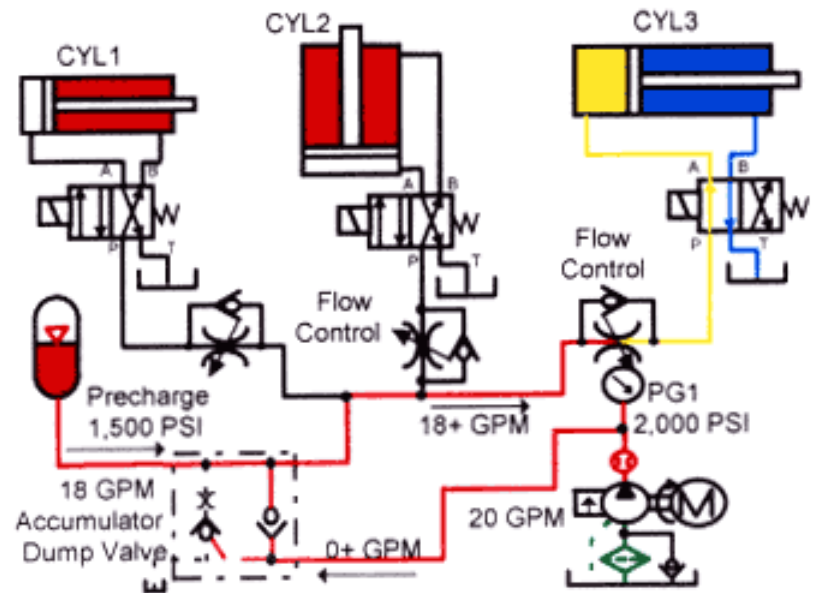 CYL1
CYL2
CYL3
A
B
P
T
A
B
P
T
A
B
P
T
Flow
Control
Flow
Control
Precharge
1,500 PSI
18+ GPM
PG1
2,000 PSI
18 GPM
Accumulator
Dump Valve
0+ GPM
20 GPM
M